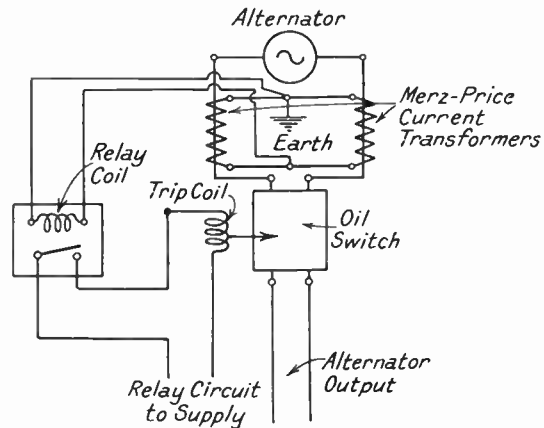 Alternator
Merz-Price
Current
Transformers
Earth
Relay
Coil
Trip Coil
Oil
Switch
Alternator
Output
Relay Circuit
to Supply